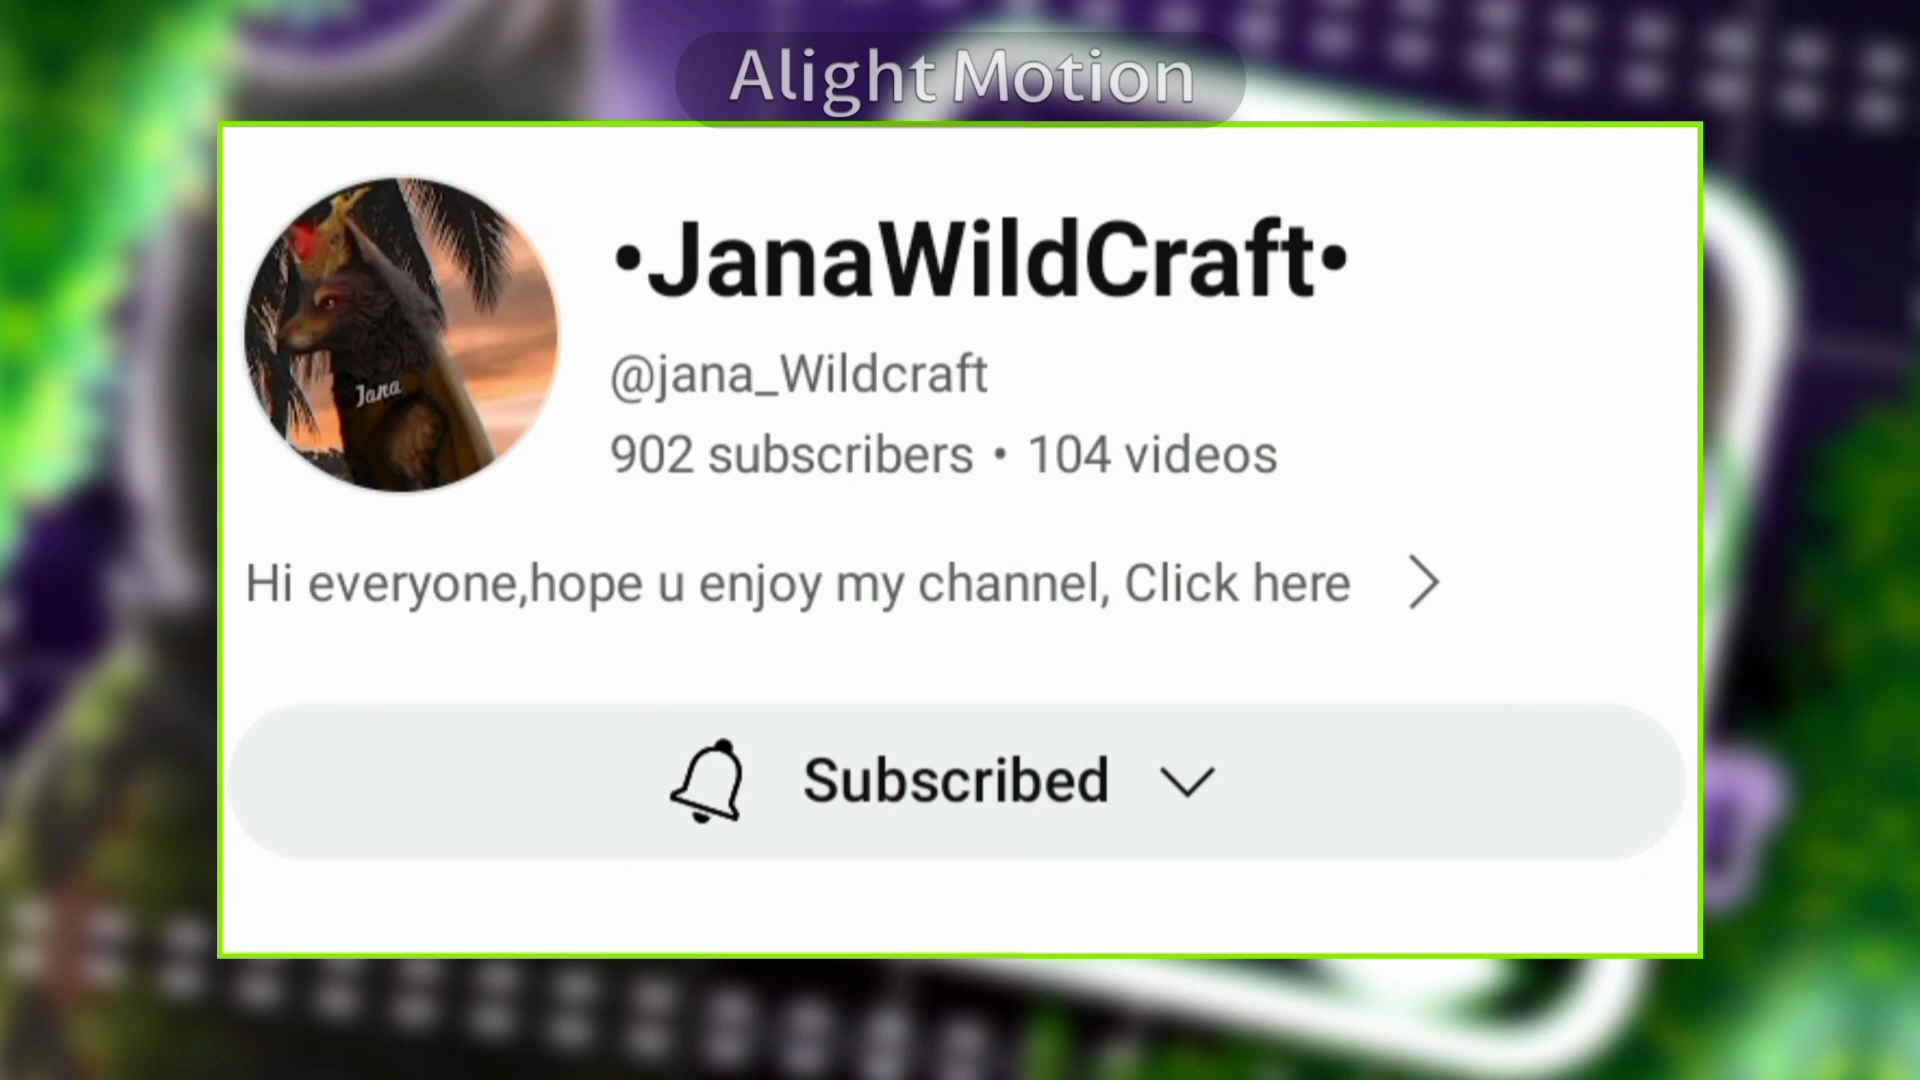 Alight Motion
•JanaWildCraft•
@jana_Wildcraft
902 subscribers • 104 videos
Jana
Hi everyone,hope u enjoy my channel, Click here
Subscribed